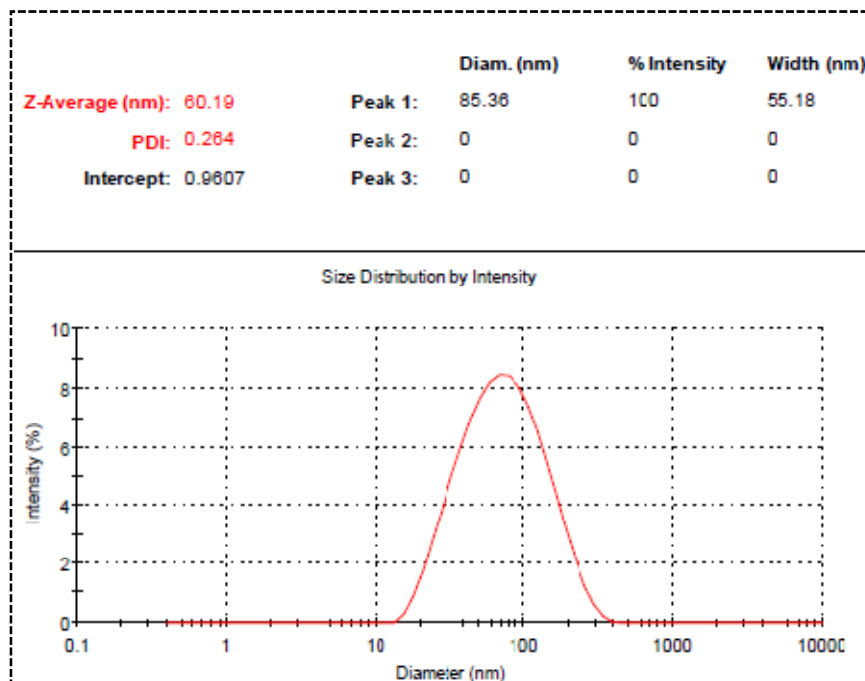 Diam. (nm) % Intensity Width (nm)
Z-Average (nm): 60.19 Peak 1: 85.36 100 55.18
PDI: 0.264 Peak 2: 0 0 0
Intercept: 0.9607 Peak 3: 0 0 0
Size Distribution by Intensity
10
8
6
4
2
0
Intensity (%)
0.1 1 10 100 1000 10000
Diameter (nm)